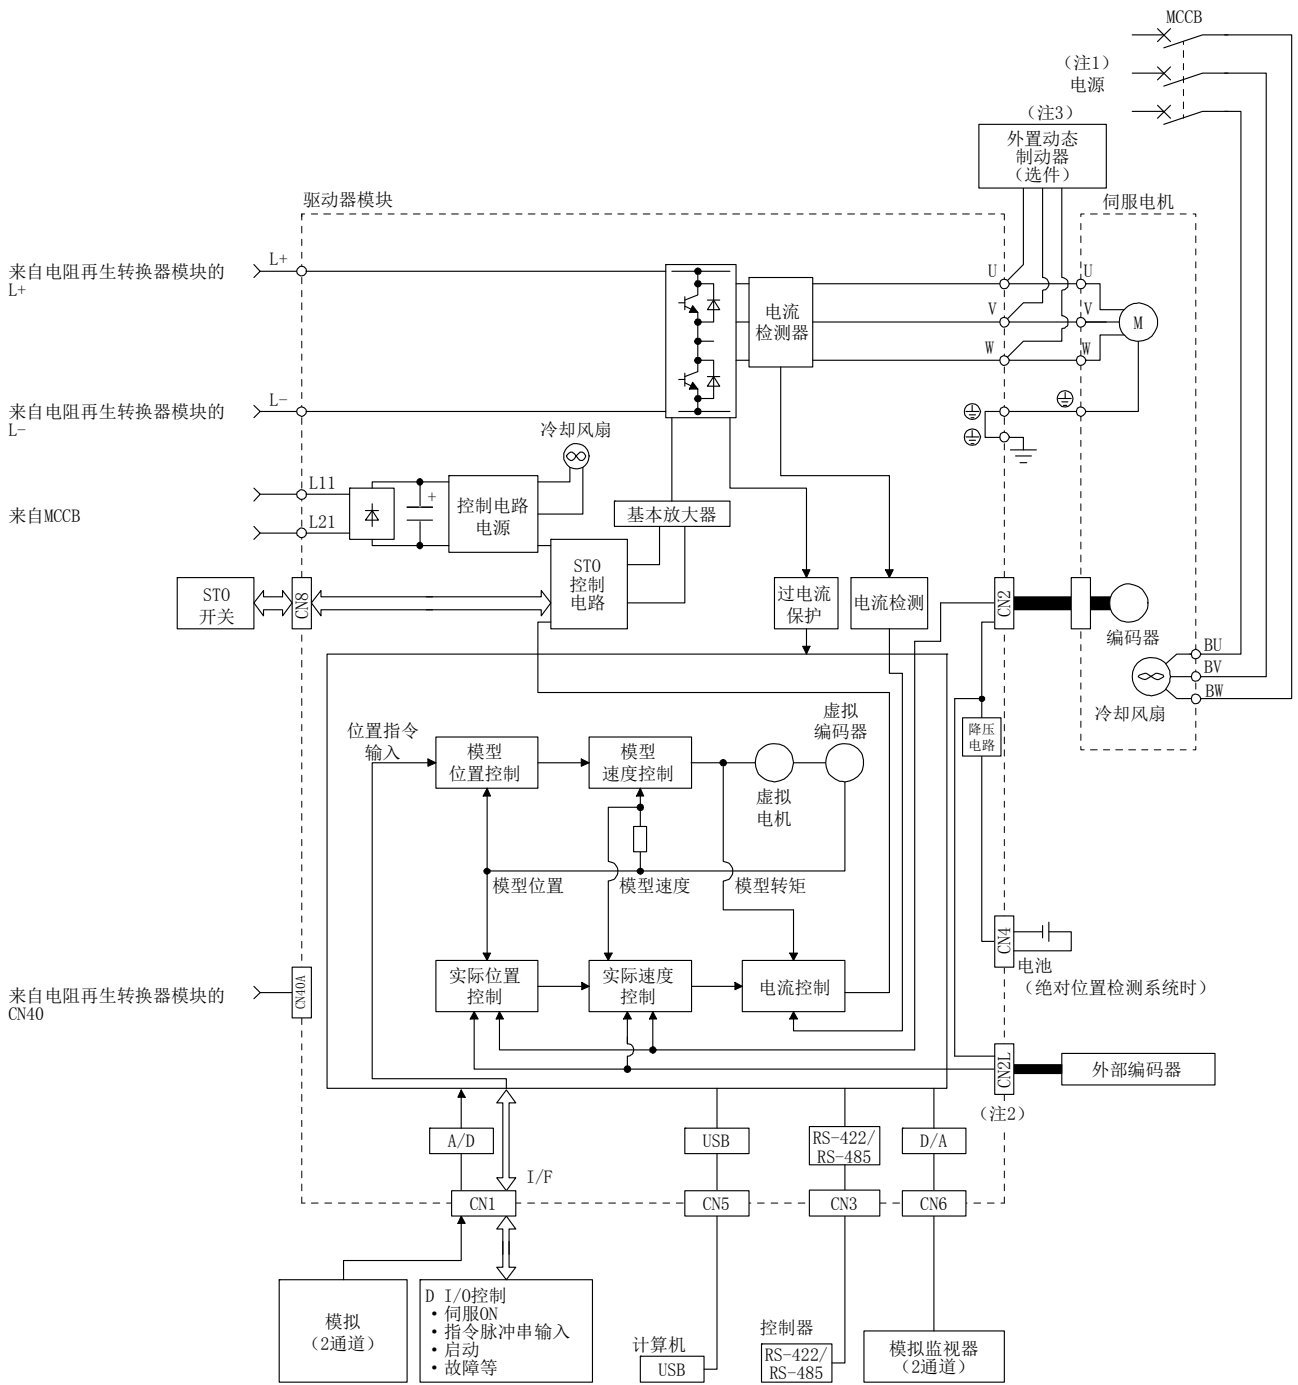 MCCB
（注1）
电源
（注3）
外置动态
制动器
（选件）
驱动器模块
伺服电机
来自电阻再生转换器模块的
L+
L+
U
U
V
V
W
W
电流
检测器
M
来自电阻再生转换器模块的
L-
L-
冷却风扇
来自MCCB
L11
L21
+
控制电路
电源
基本放大器
STO
开关
CN8
STO
控制
电路
过电流
保护
电流检测
CN2
编码器
BU
BV
BW
冷却风扇
降压
电路
位置指令
输入
模型
位置控制
模型
速度控制
虚拟
编码器
虚拟
电机
模型位置
模型速度
模型转矩
CN4
电池
（绝对位置检测系统时）
来自电阻再生转换器模块的
CN40
CN40A
实际位置
控制
实际速度
控制
电流控制
CN2L
外部编码器
（注2）
A/D
USB
RS-422/
RS-485
D/A
I/F
CN1
CN5
CN3
CN6
模拟
（2通道）
D I/O控制
・伺服ON
・指令脉冲串输入
・启动
・故障等
计算机
USB
控制器
RS-422/
RS-485
模拟监视器
（2通道）